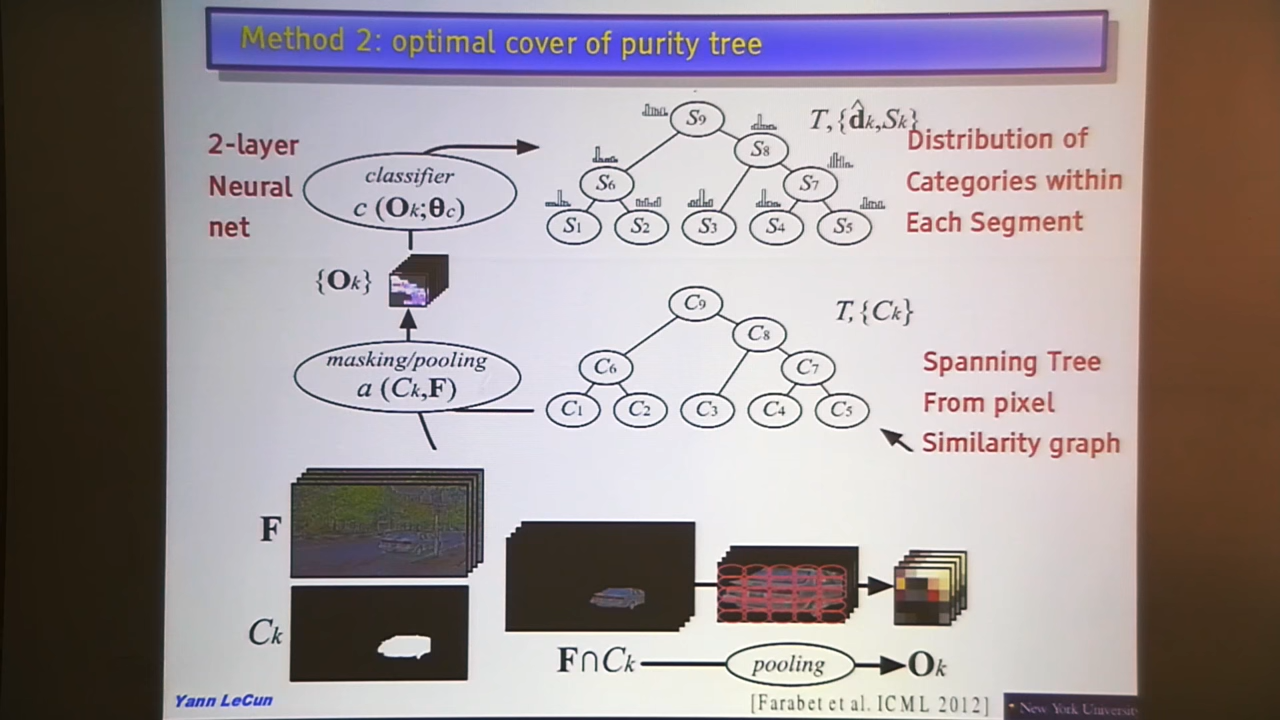 Method 2: optimal cover of purity tree
2-layer
Neural
net
classifier
c (Ok;θc)
{Ok}
masking/pooling
a (Ck,F)
S9
S8
S6
S7
S1
S2
S3
S4
S5
T,{d̂k,Sk}
Distribution of
Categories within
Each Segment
C9
C8
C6
C7
C1
C2
C3
C4
C5
T,{Ck}
Spanning Tree
From pixel
Similarity graph
F
Ck
F∩Ck
pooling
Ok
Yann LeCun
[Farabet et al. ICML 2012]
New York Universit